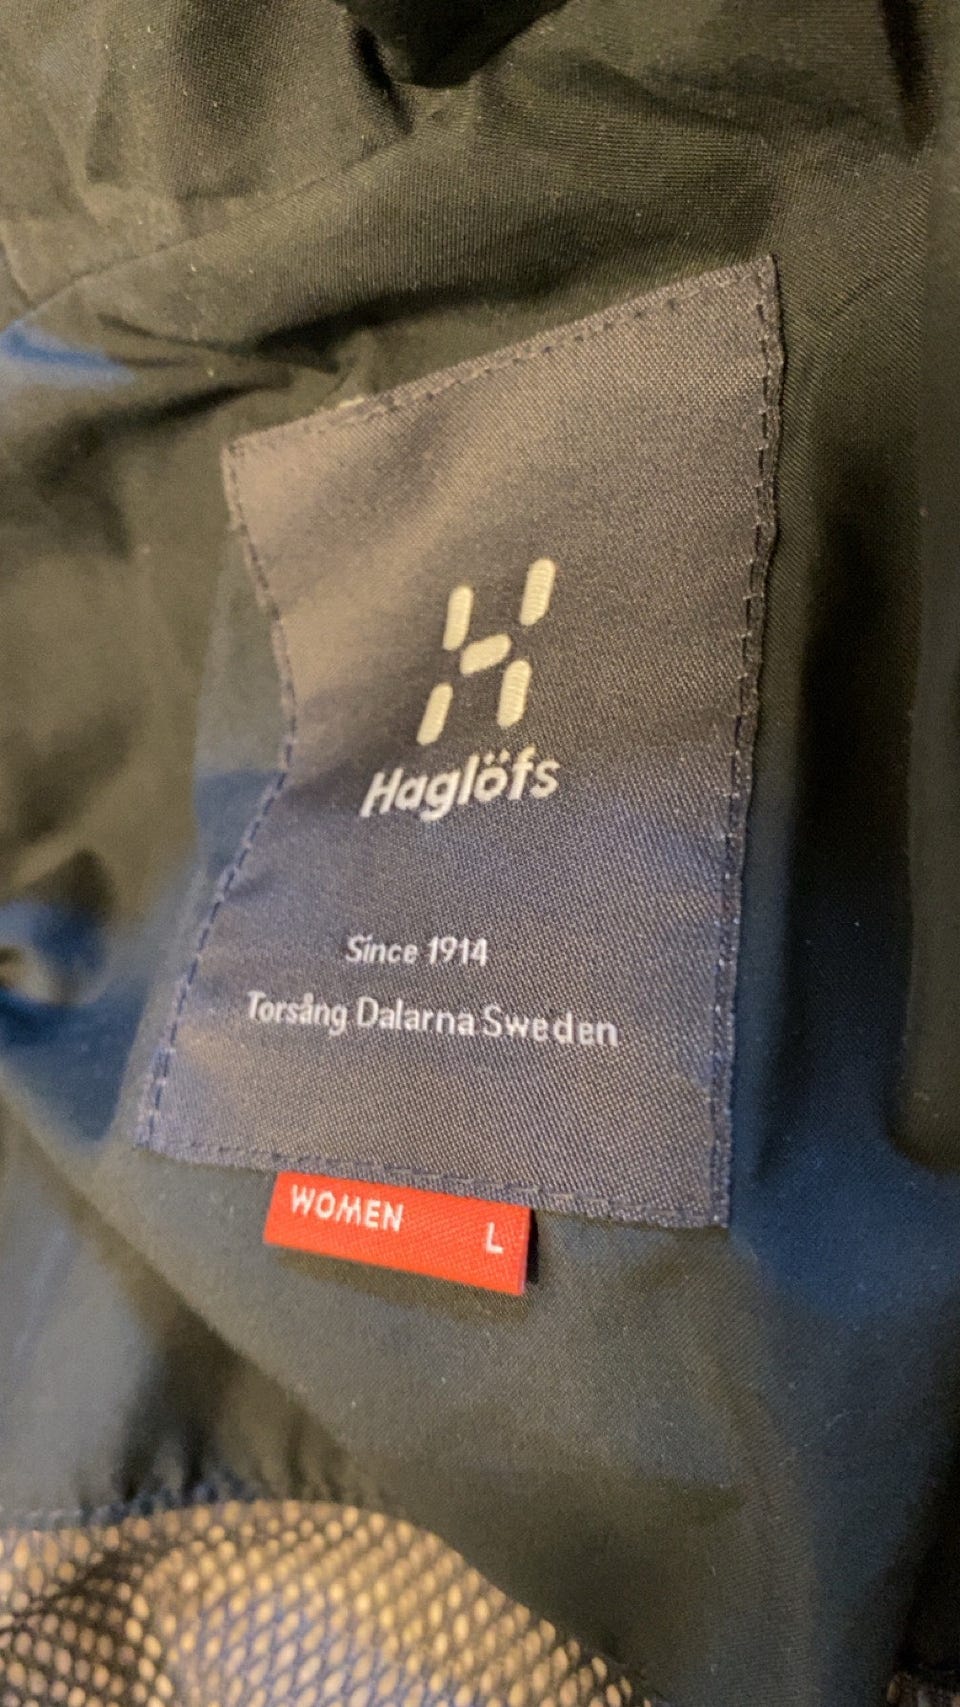 Haglöfs
Since 1914
Torsång Dalarna Sweden
WOMEN L